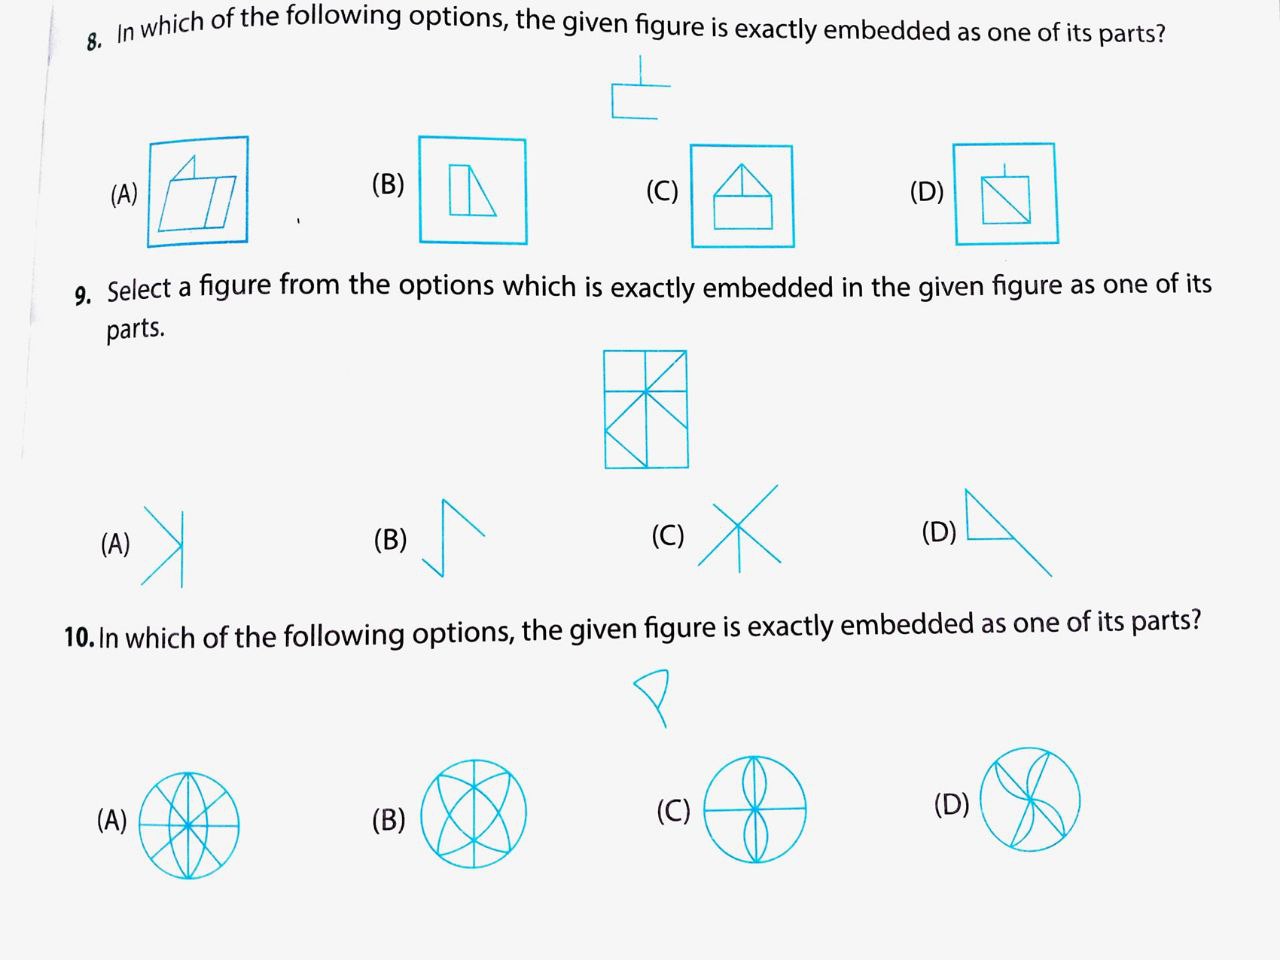 8. In which of the following options, the given figure is exactly embedded as one of its parts?
(A) (B) (C) (D)
9. Select a figure from the options which is exactly embedded in the given figure as one of its
parts.
(A) (B) (C) (D)
10. In which of the following options, the given figure is exactly embedded as one of its parts?
(A) (B) (C) (D)